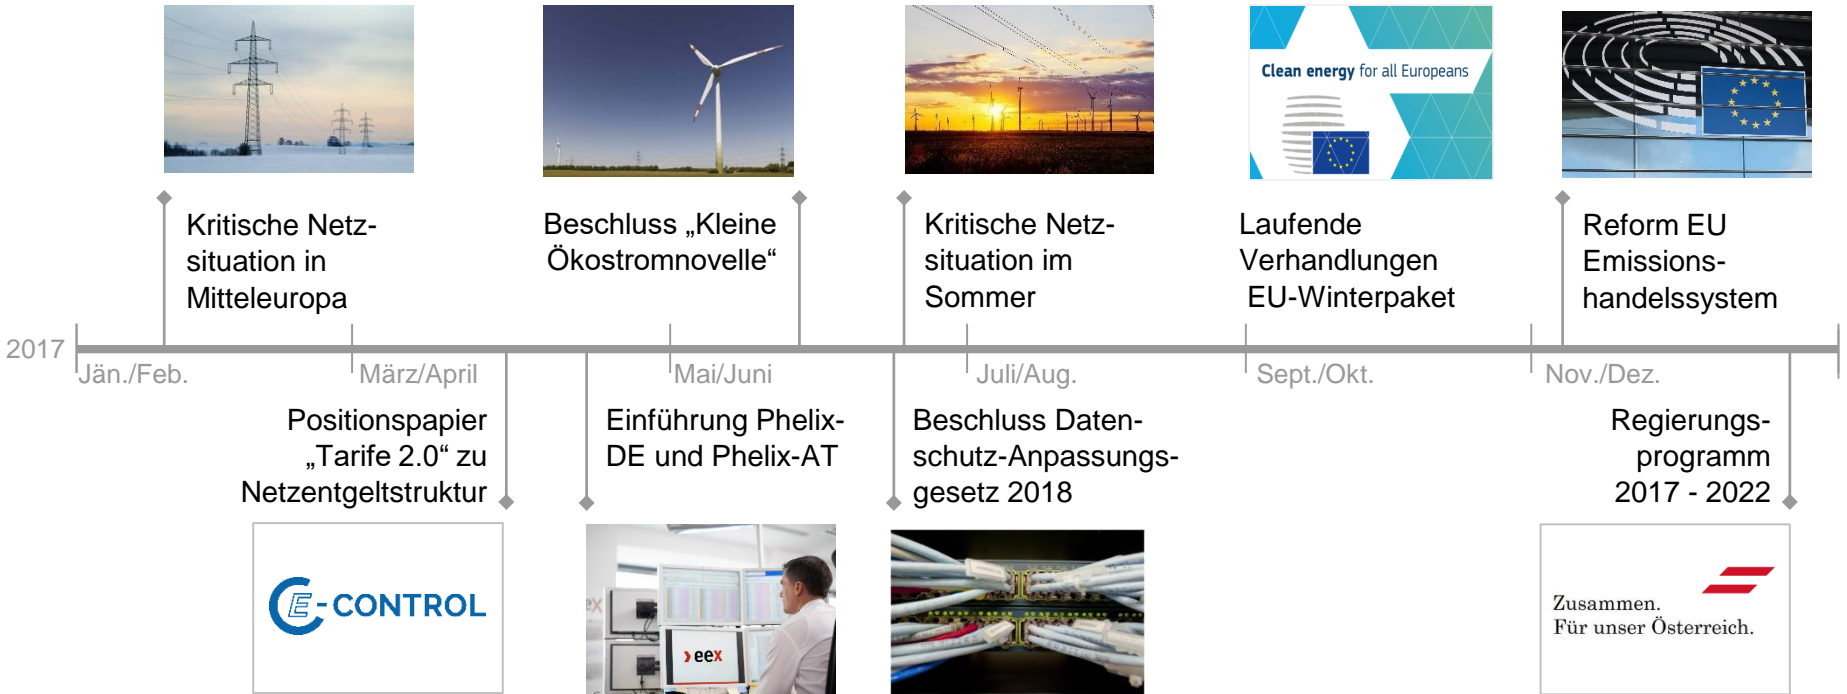 Clean energy for all Europeans
Kritische Netz-
situation in
Mitteleuropa
Beschluss „Kleine
Ökostromnovelle“
Kritische Netz-
situation im
Sommer
Laufende
Verhandlungen
EU-Winterpaket
Reform EU
Emissions-
handelssystem
2017
Jän./Feb.
März/April
Mai/Juni
Juli/Aug.
Sept./Okt.
Nov./Dez.
Positionspapier
„Tarife 2.0“ zu
Netzentgeltstruktur
Einführung Phelix-
DE und Phelix-AT
Beschluss Daten-
schutz-Anpassungs-
gesetz 2018
Regierungs-
programm
2017 - 2022
E-CONTROL
eex
Zusammen.
Für unser Österreich.